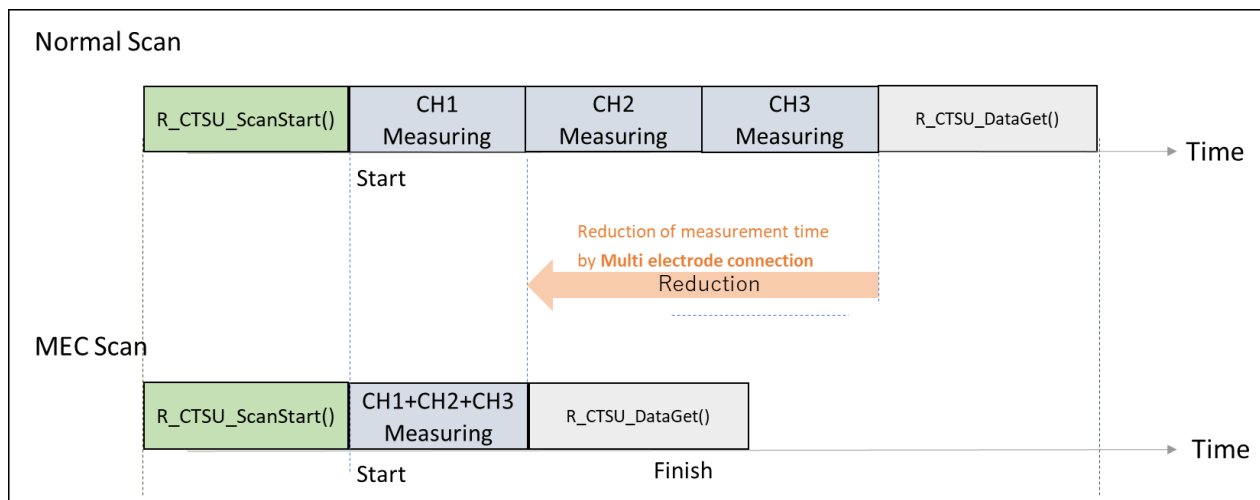 Normal Scan
R_CTSU_ScanStart()
CH1
Measuring
CH2
Measuring
CH3
Measuring
R_CTSU_DataGet()
Time
Start
Reduction of measurement time
by Multi electrode connection
Reduction
MEC Scan
R_CTSU_ScanStart()
CH1+CH2+CH3
Measuring
R_CTSU_DataGet()
Time
Start
Finish